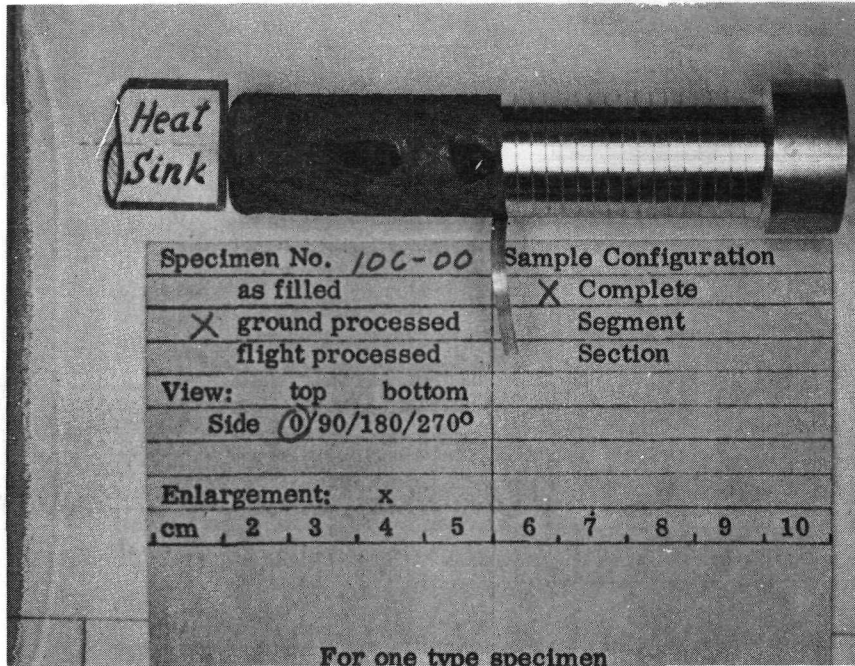 Heat
Sink
Specimen No. 10C-00 Sample Configuration
as filled X Complete
X ground processed Segment
flight processed Section
View: top bottom
Side 0/90/180/270º
Enlargement: x
cm 2 3 4 5 6 7 8 9 10
For one type specimen